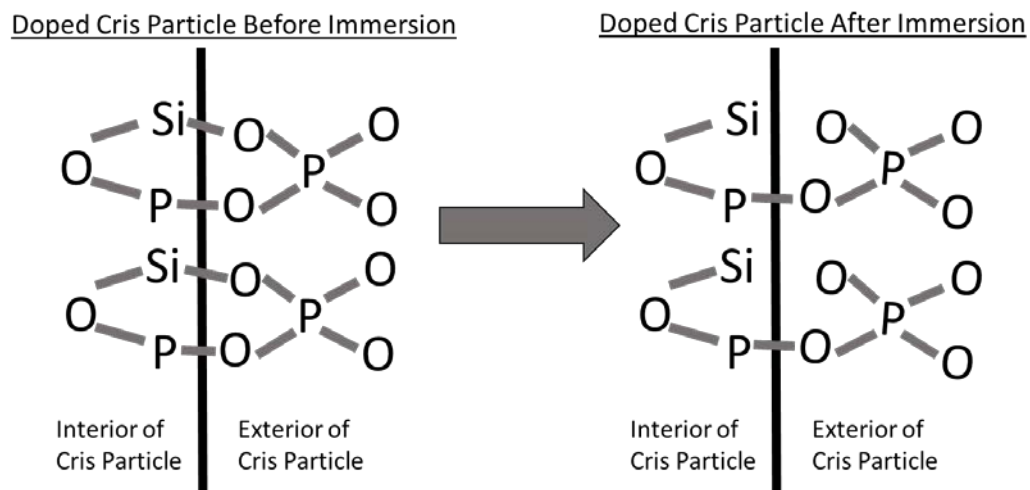 Doped Cris Particle Before Immersion
Si O O
O P
P O O
Si O O
O P
P O O
Interior of
Cris Particle
Exterior of
Cris Particle
Doped Cris Particle After Immersion
Si O O
O P
P O O
Si O O
O P
P O O
Interior of
Cris Particle
Exterior of
Cris Particle